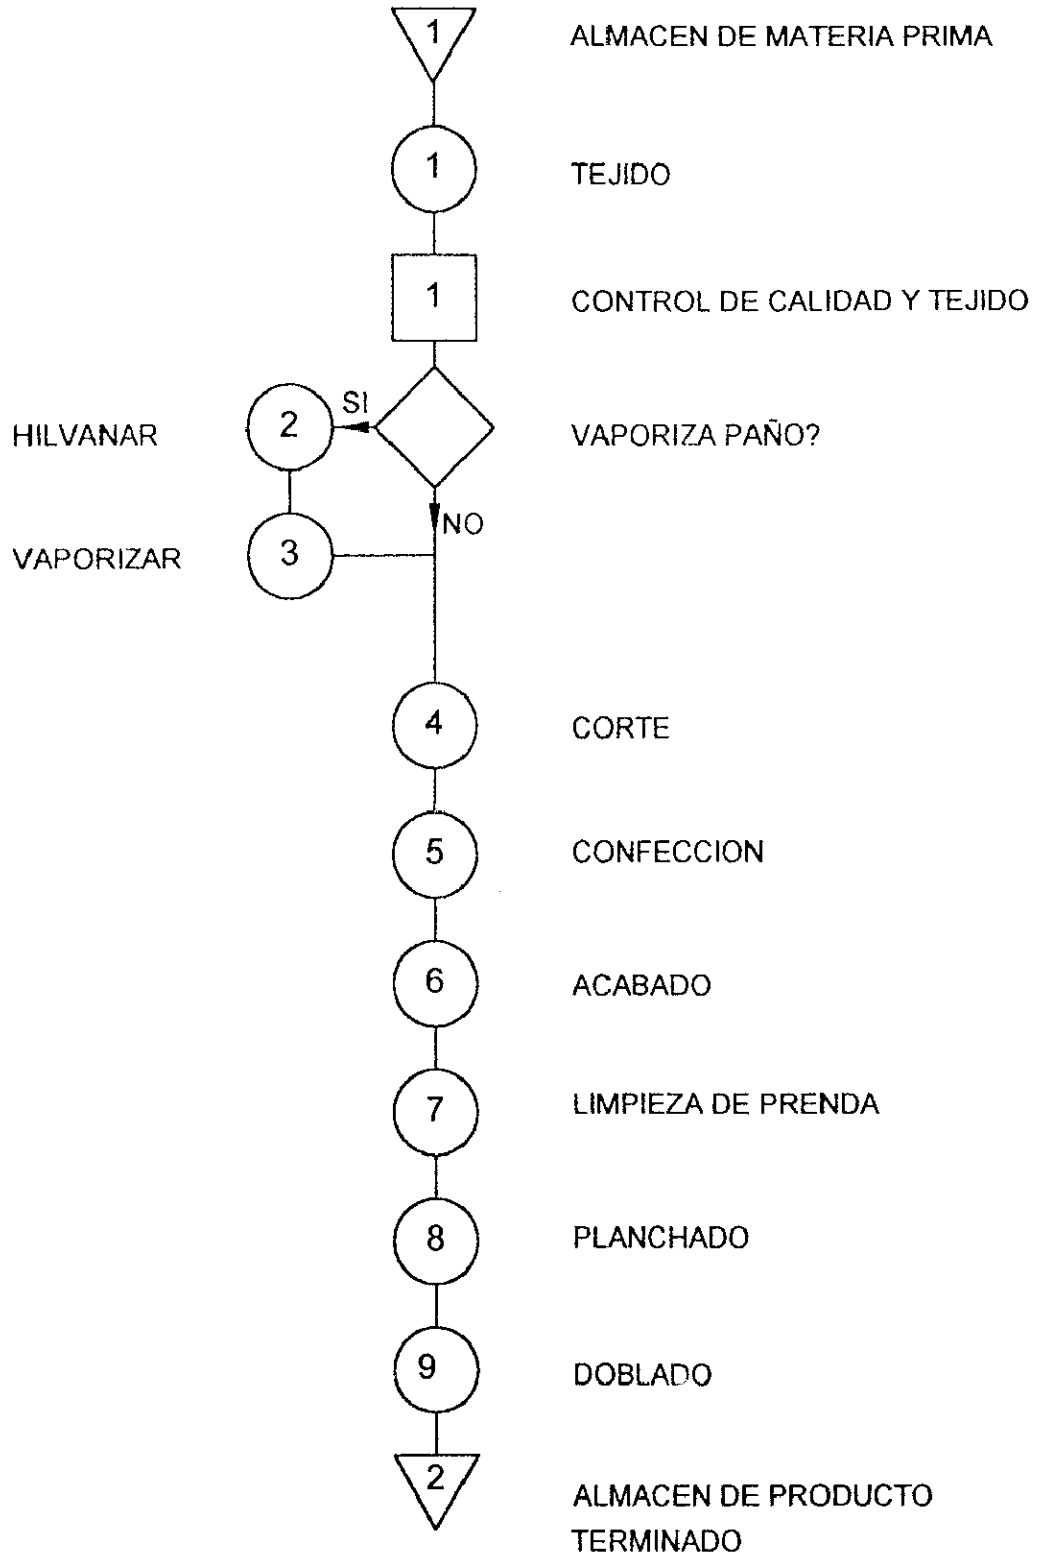 1 ALMACEN DE MATERIA PRIMA
1 TEJIDO
1 CONTROL DE CALIDAD Y TEJIDO
HILVANAR 2 SI VAPORIZA PAÑO?
NO
VAPORIZAR 3
4 CORTE
5 CONFECCION
6 ACABADO
7 LIMPIEZA DE PRENDA
8 PLANCHADO
9 DOBLADO
2 ALMACEN DE PRODUCTO
TERMINADO